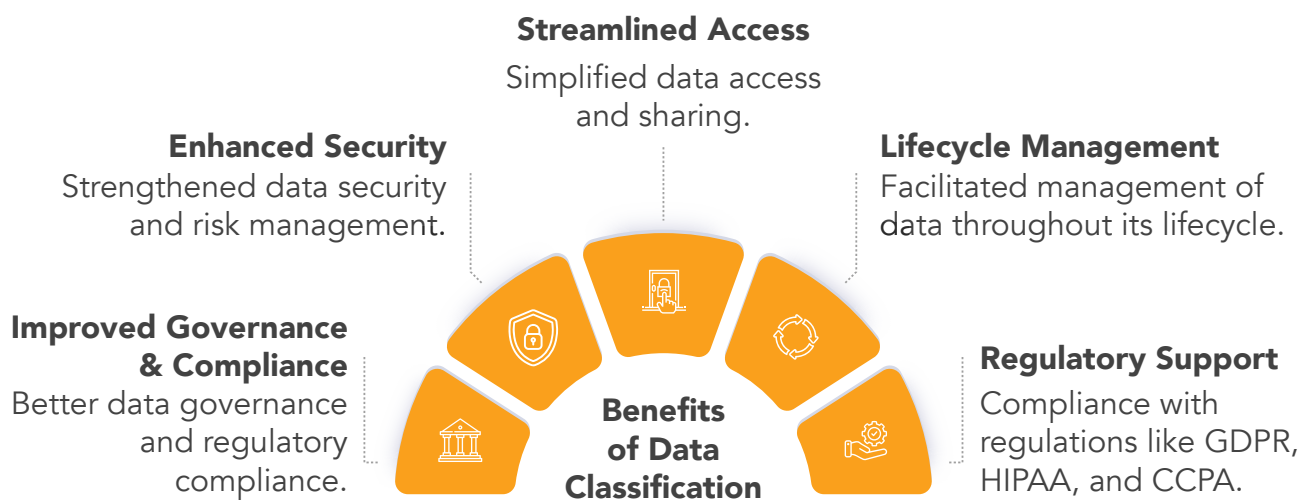 Streamlined Access
Simplified data access
and sharing.
Enhanced Security
Strengthened data security
and risk management.
Lifecycle Management
Facilitated management of
data throughout its lifecycle.
Improved Governance
& Compliance
Better data governance
and regulatory
compliance.
Regulatory Support
Compliance with
regulations like GDPR,
HIPAA, and CCPA.
Benefits
of Data
Classification